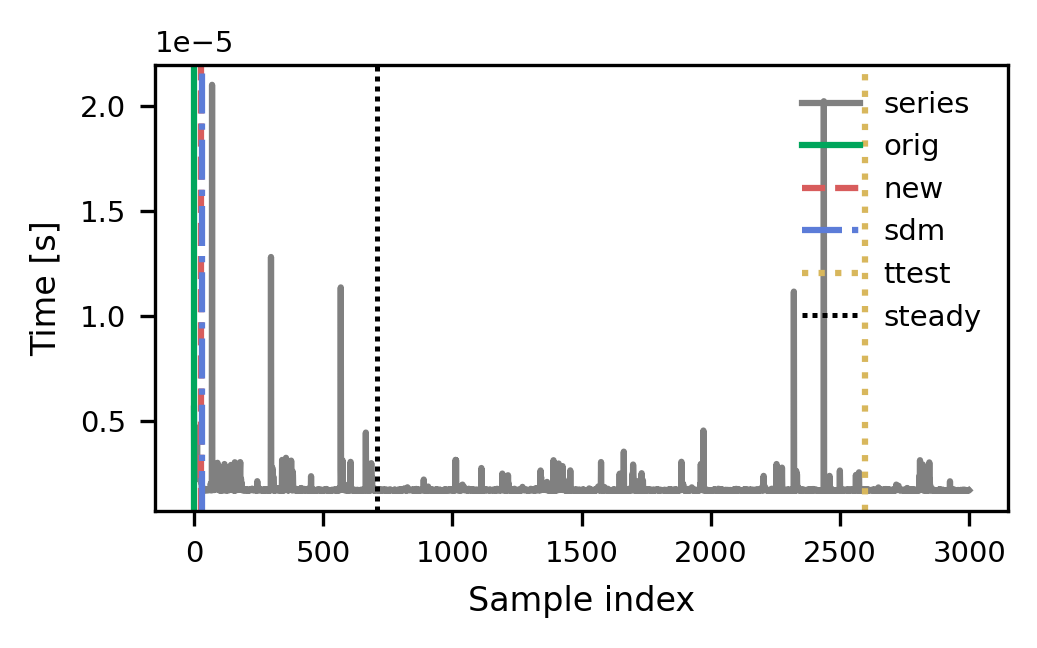 1e−5
2.0
1.5
1.0
0.5
Time [s]
series
orig
new
sdm
ttest
steady
0 500 1000 1500 2000 2500 3000
Sample index